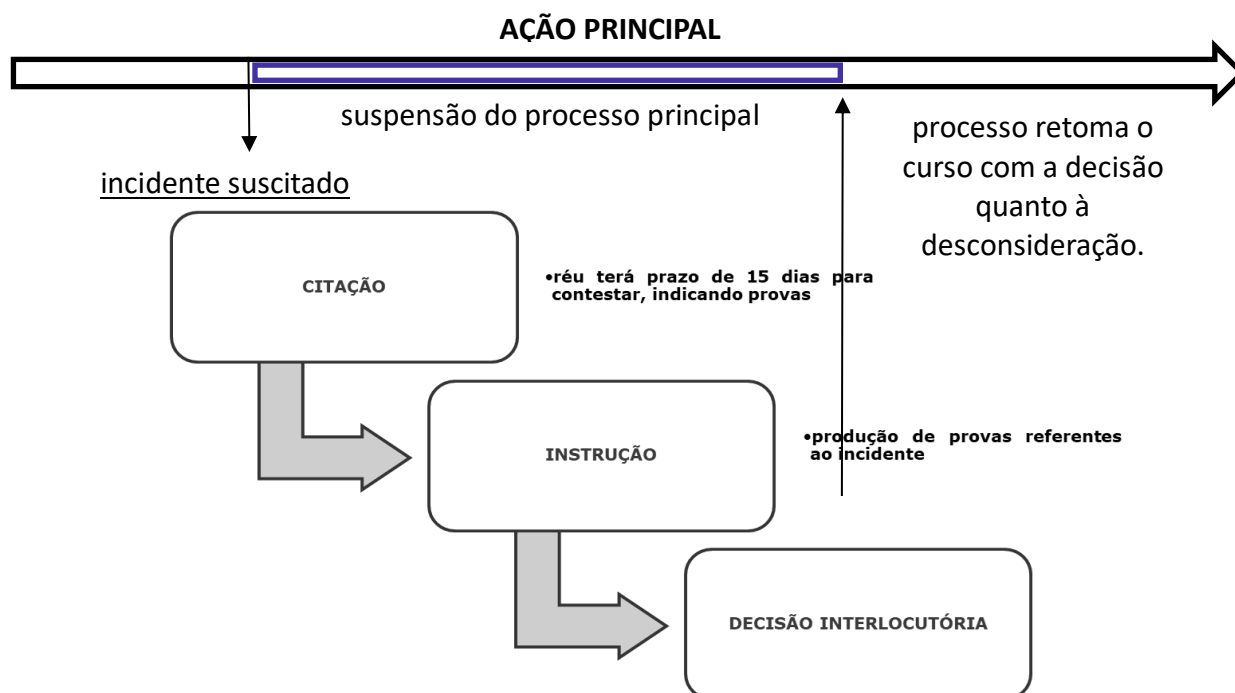 AÇÃO PRINCIPAL
suspensão do processo principal
processo retoma o
curso com a decisão
quanto à
desconsideração.
incidente suscitado
CITAÇÃO
•réu terá prazo de 15 dias para
contestar, indicando provas
INSTRUÇÃO
•produção de provas referentes
ao incidente
DECISÃO INTERLOCUTÓRIA